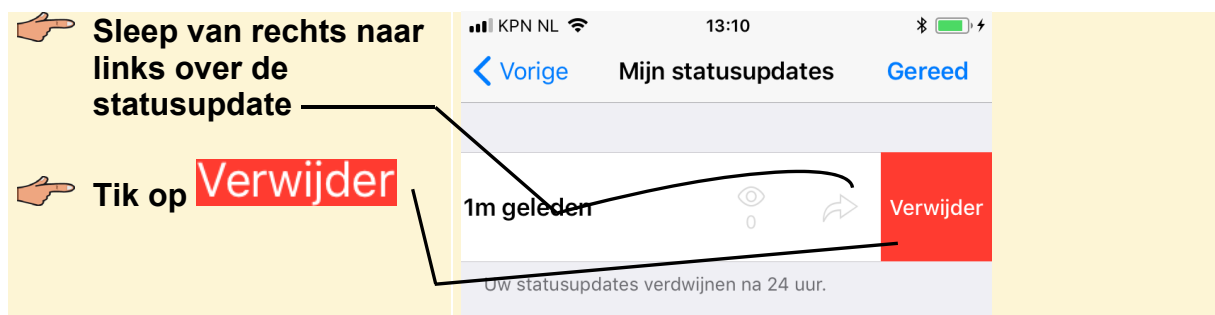 Sleep van rechts naar
links over de
statusupdate
Tik op Verwijder
KPN NL 13:10
Vorige Mijn statusupdates Gereed
1m geleden 0 Verwijder
Uw statusupdates verdwijnen na 24 uur.